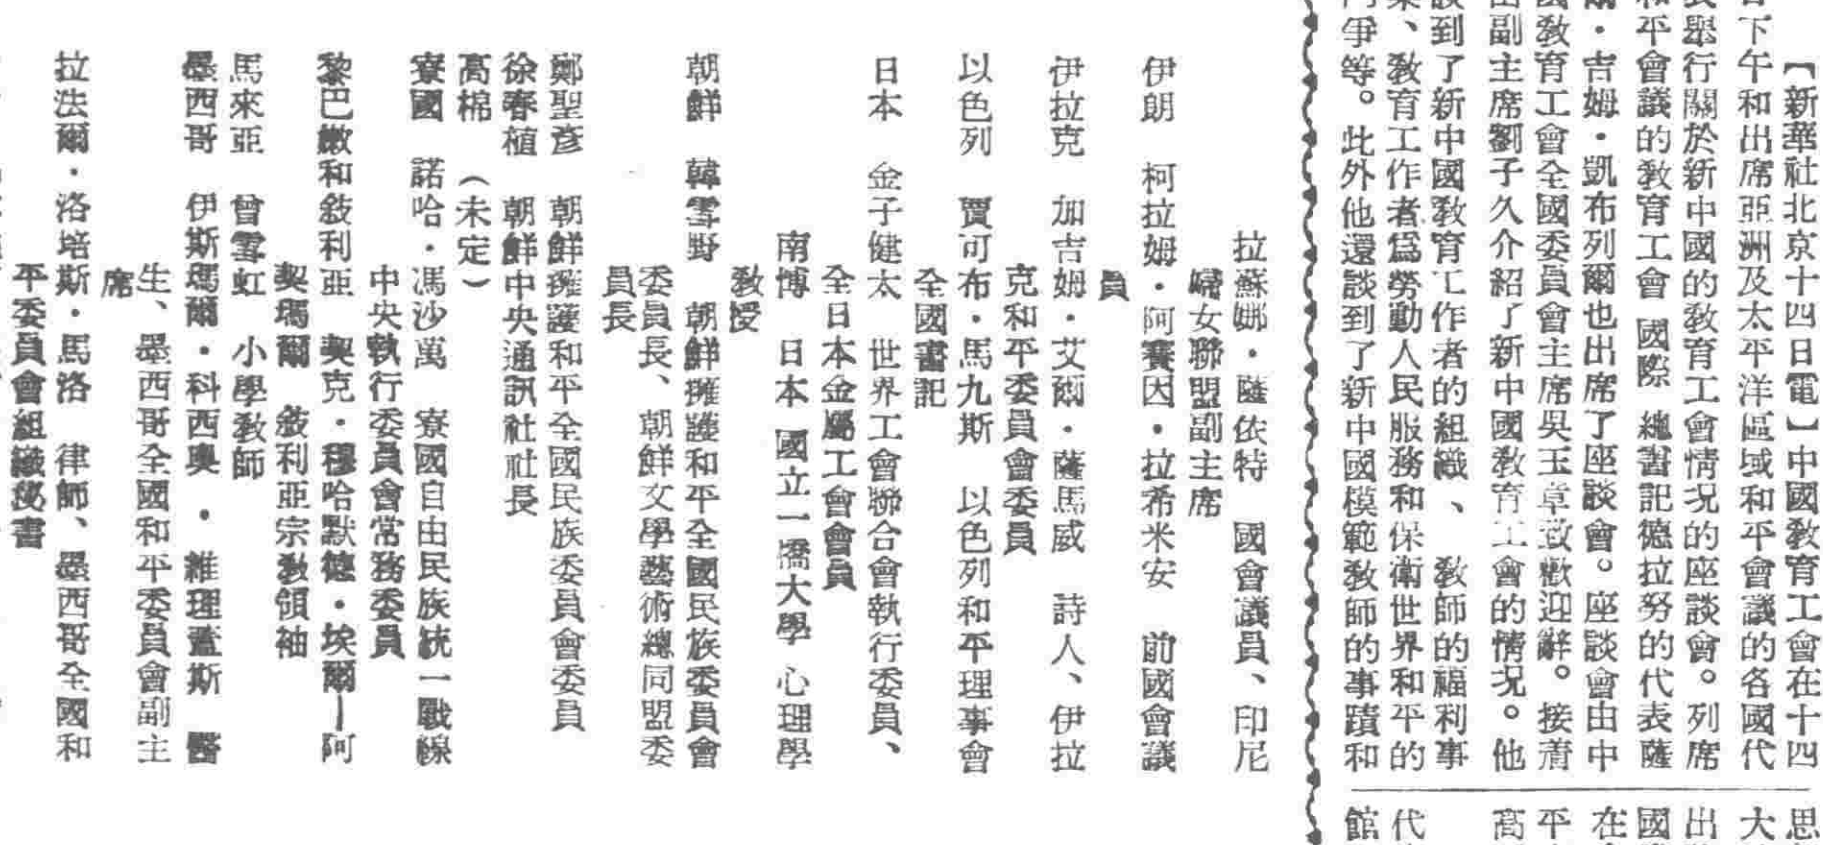 【新華社北京十四日電】中國敎育工會在十四
下午和出席亞洲及太平洋區域和平會議的各國代
舉行關於新中國的敎育工會情況的座談會。列席
和平會議的敎育工會國際總書記德拉努的代表薩
爾·吉姆·凱布列爾也出席了座談會。座談會由中
國敎育工會全國委員會主席吳玉章致歡迎辭。接着
副主席劉子久介紹了新中國敎育工會的情況。他
談到了新中國敎育工作者的組織、敎師的福利事
業、敎育工作者爲勞動人民服務和保衛世界和平的
鬥爭等。此外他還談到了新中國模範敎師的事蹟和
思
大
出
國
在
平
高
代
館
拉蘇娜·薩依特　國會議員、印尼
婦女聯盟副主席
伊朗　柯拉姆·阿賽因·拉希米安　前國會議
員
伊拉克　加吉姆·艾爾·薩馬威　詩人、伊拉
克和平委員會委員
以色列　賈可布·馬九斯　以色列和平理事會
全國書記
日本　金子健太　世界工會聯合會執行委員、
全日本金屬工會會員
南博　日本國立一橋大學心理學
敎授
朝鮮　韓雪野　朝鮮擁護和平全國民族委員會
委員長、朝鮮文學藝術總同盟委
員長
鄭聖彥　朝鮮擁護和平全國民族委員會委員
徐春植　朝鮮中央通訊社社長
高棉　（未定）
寮國　諾哈·馮沙萬　寮國自由民族統一戰線
中央執行委員會常務委員
黎巴嫩和敍利亞　契克·穆哈默德·埃爾—阿
契瑪爾　敍利亞宗敎領袖
馬來亞　曾雪虹　小學敎師
墨西哥　伊斯瑪爾·科西奧·維理蓋斯　醫
生、墨西哥全國和平委員會副主
席
拉法爾·洛培斯·馬洛　律師、墨西哥全國和
平委員會組織祕書